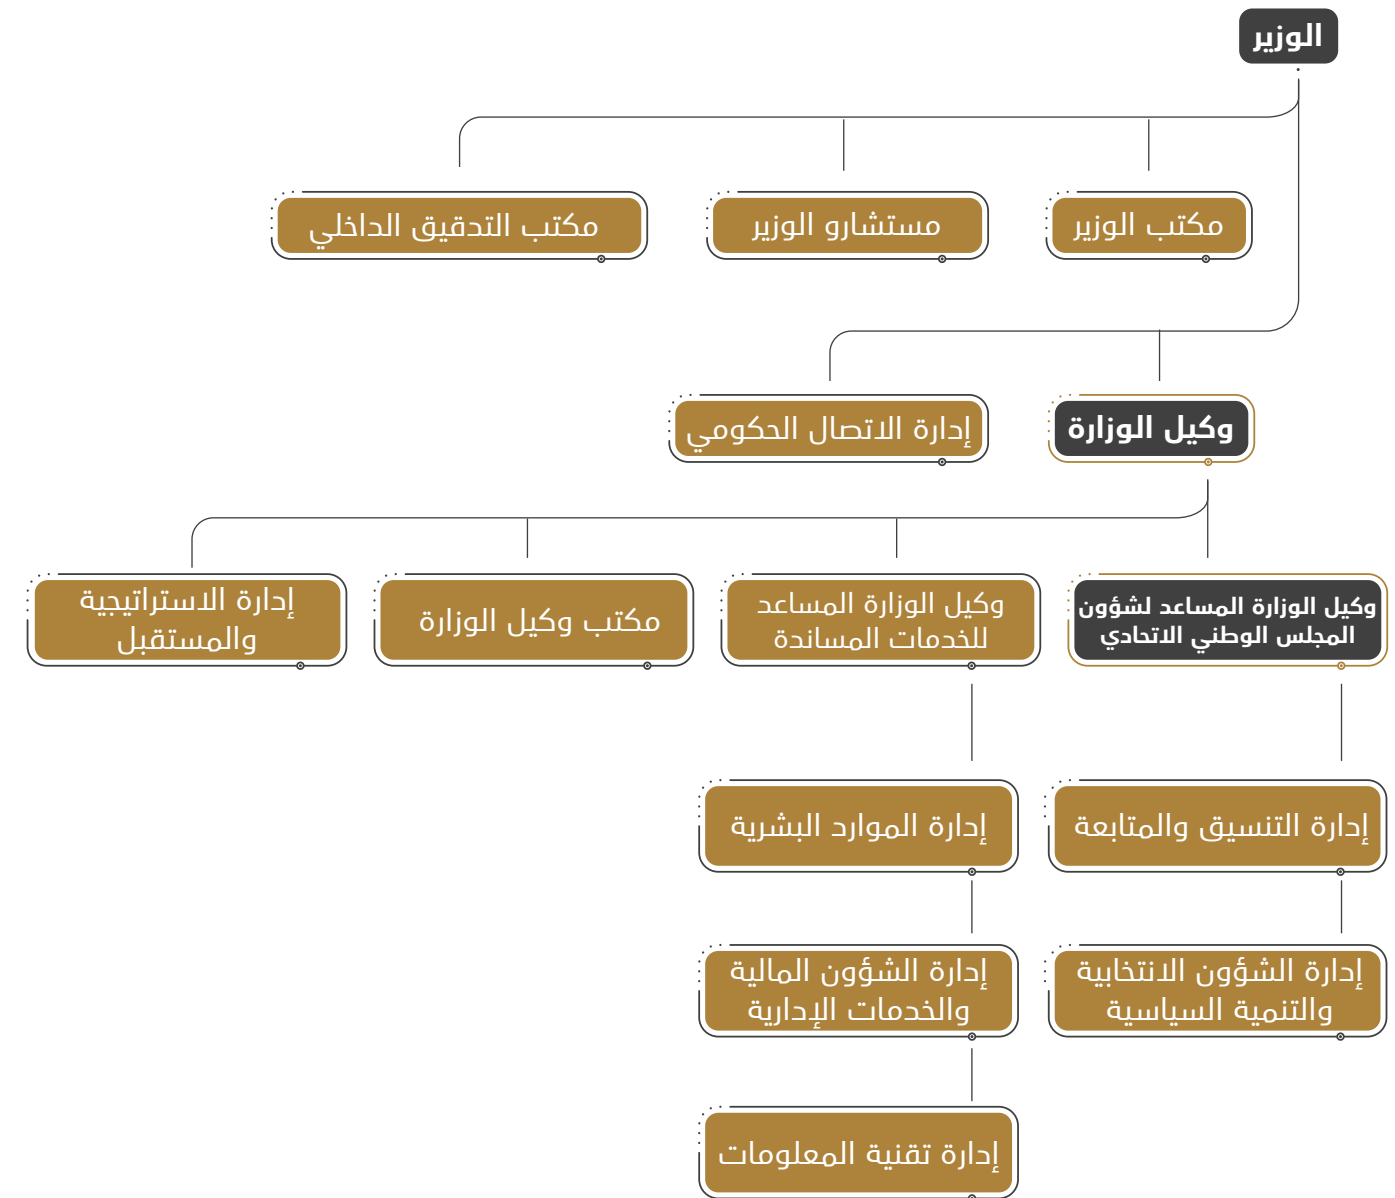 الوزير
مكتب الوزير
مستشارو الوزير
مكتب التدقيق الداخلي
وكيل الوزارة
إدارة الاتصال الحكومي
وكيل الوزارة المساعد لشؤون
المجلس الوطني الاتحادي
وكيل الوزارة المساعد
للخدمات المساندة
مكتب وكيل الوزارة
إدارة الاستراتيجية
والمستقبل
إدارة التنسيق والمتابعة
إدارة الموارد البشرية
إدارة الشؤون الانتخابية
والتنمية السياسية
إدارة الشؤون المالية
والخدمات الإدارية
إدارة تقنية المعلومات